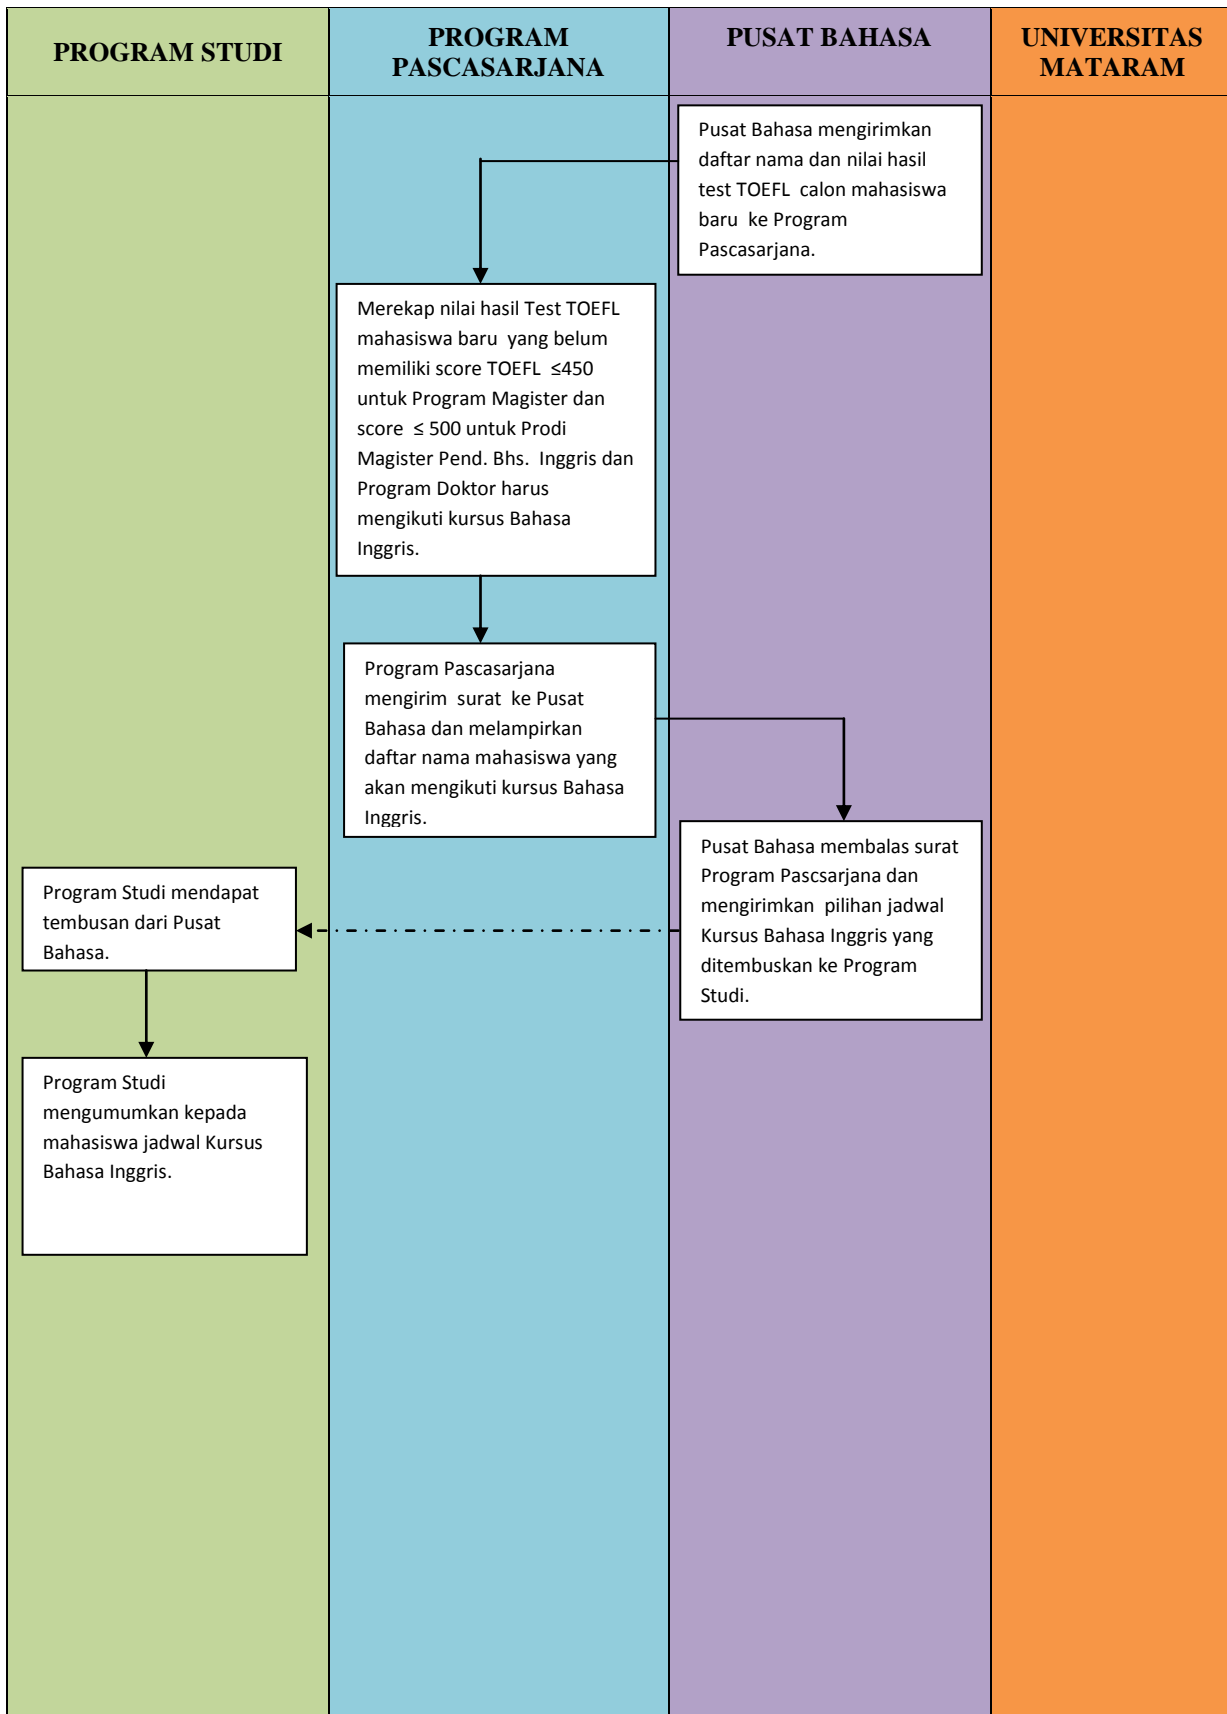 PROGRAM STUDI
PROGRAM
PASCASARJANA
PUSAT BAHASA
UNIVERSITAS
MATARAM
Pusat Bahasa mengirimkan
daftar nama dan nilai hasil
test TOEFL calon mahasiswa
baru ke Program
Pascasarjana.
Merekap nilai hasil Test TOEFL
mahasiswa baru yang belum
memiliki score TOEFL ≤450
untuk Program Magister dan
score ≤ 500 untuk Prodi
Magister Pend. Bhs. Inggris dan
Program Doktor harus
mengikuti kursus Bahasa
Inggris.
Program Pascasarjana
mengirim surat ke Pusat
Bahasa dan melampirkan
daftar nama mahasiswa yang
akan mengikuti kursus Bahasa
Inggris.
Pusat Bahasa membalas surat
Program Pascsarjana dan
mengirimkan pilihan jadwal
Kursus Bahasa Inggris yang
ditembuskan ke Program
Studi.
Program Studi mendapat
tembusan dari Pusat
Bahasa.
Program Studi
mengumumkan kepada
mahasiswa jadwal Kursus
Bahasa Inggris.